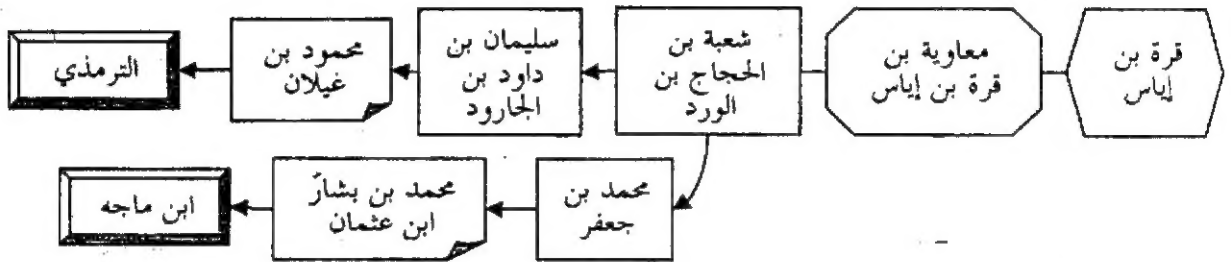 قرة بن
إياس
معاوية بن
قرة بن إياس
شعبة بن
الحجاج بن
الورد
سليمان بن
داود بن
الجارود
محمود بن
غيلان
الترمذي
محمد بن
جعفر
محمد بن بشار
ابن عثمان
ابن ماجه